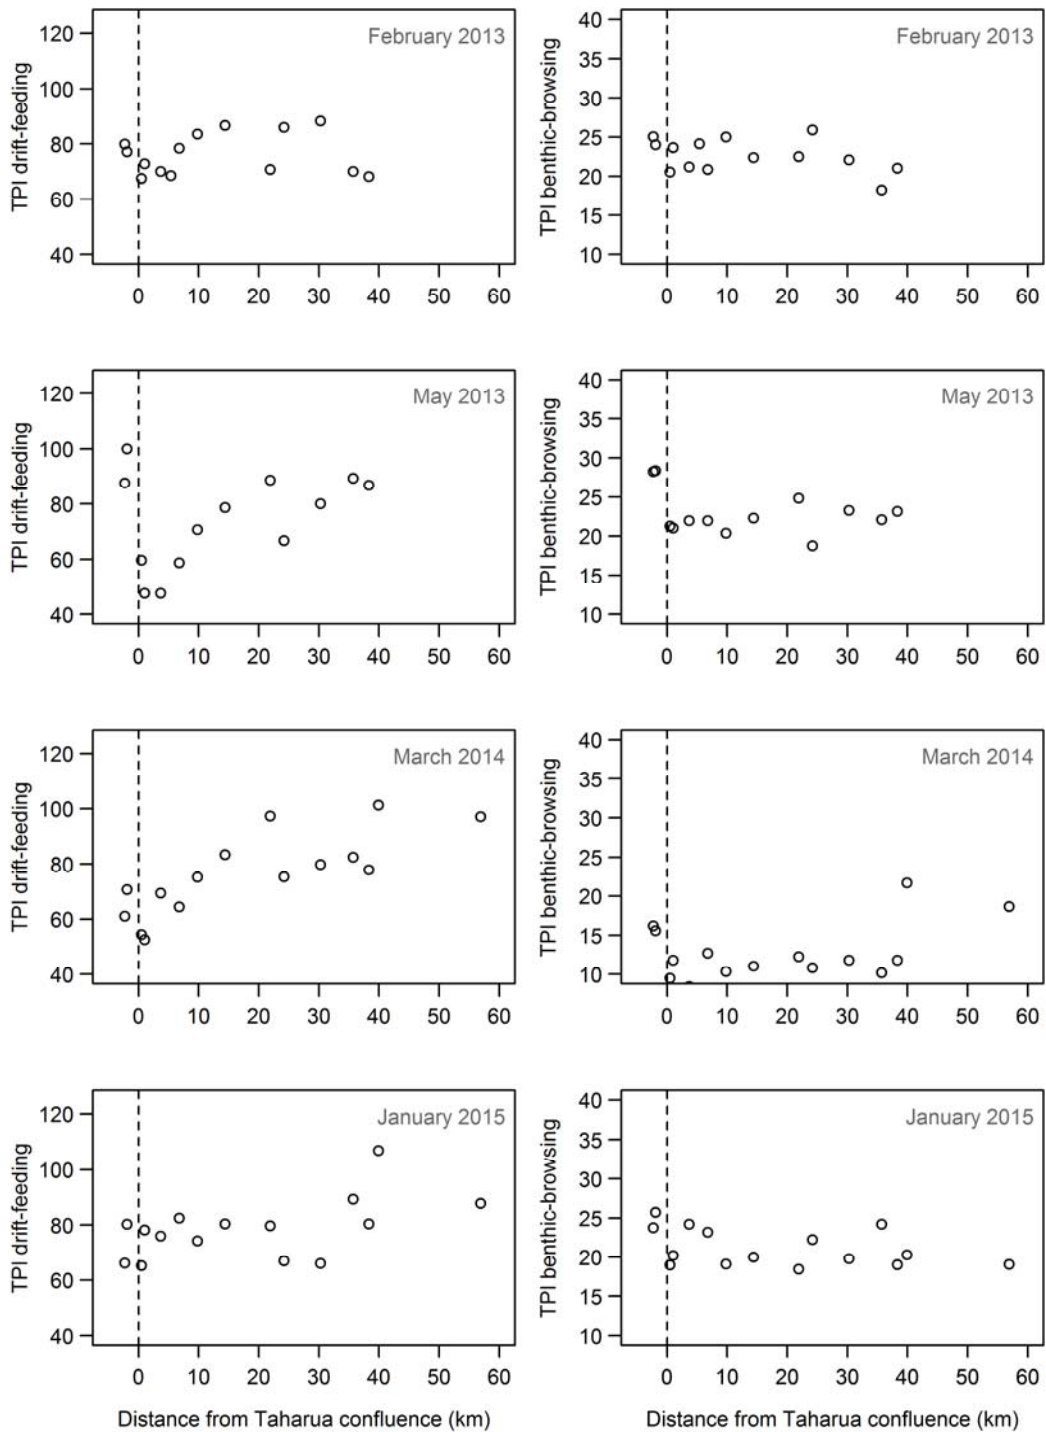 February 2013
TPI drift-feeding
120
100
80
60
40
0 10 20 30 40 50 60
February 2013
TPI benthic-browsing
40
35
30
25
20
15
10
0 10 20 30 40 50 60
May 2013
TPI drift-feeding
120
100
80
60
40
0 10 20 30 40 50 60
May 2013
TPI benthic-browsing
40
35
30
25
20
15
10
0 10 20 30 40 50 60
March 2014
TPI drift-feeding
120
100
80
60
40
0 10 20 30 40 50 60
March 2014
TPI benthic-browsing
40
35
30
25
20
15
10
0 10 20 30 40 50 60
January 2015
TPI drift-feeding
120
100
80
60
40
0 10 20 30 40 50 60
Distance from Taharua confluence (km)
January 2015
TPI benthic-browsing
40
35
30
25
20
15
10
0 10 20 30 40 50 60
Distance from Taharua confluence (km)